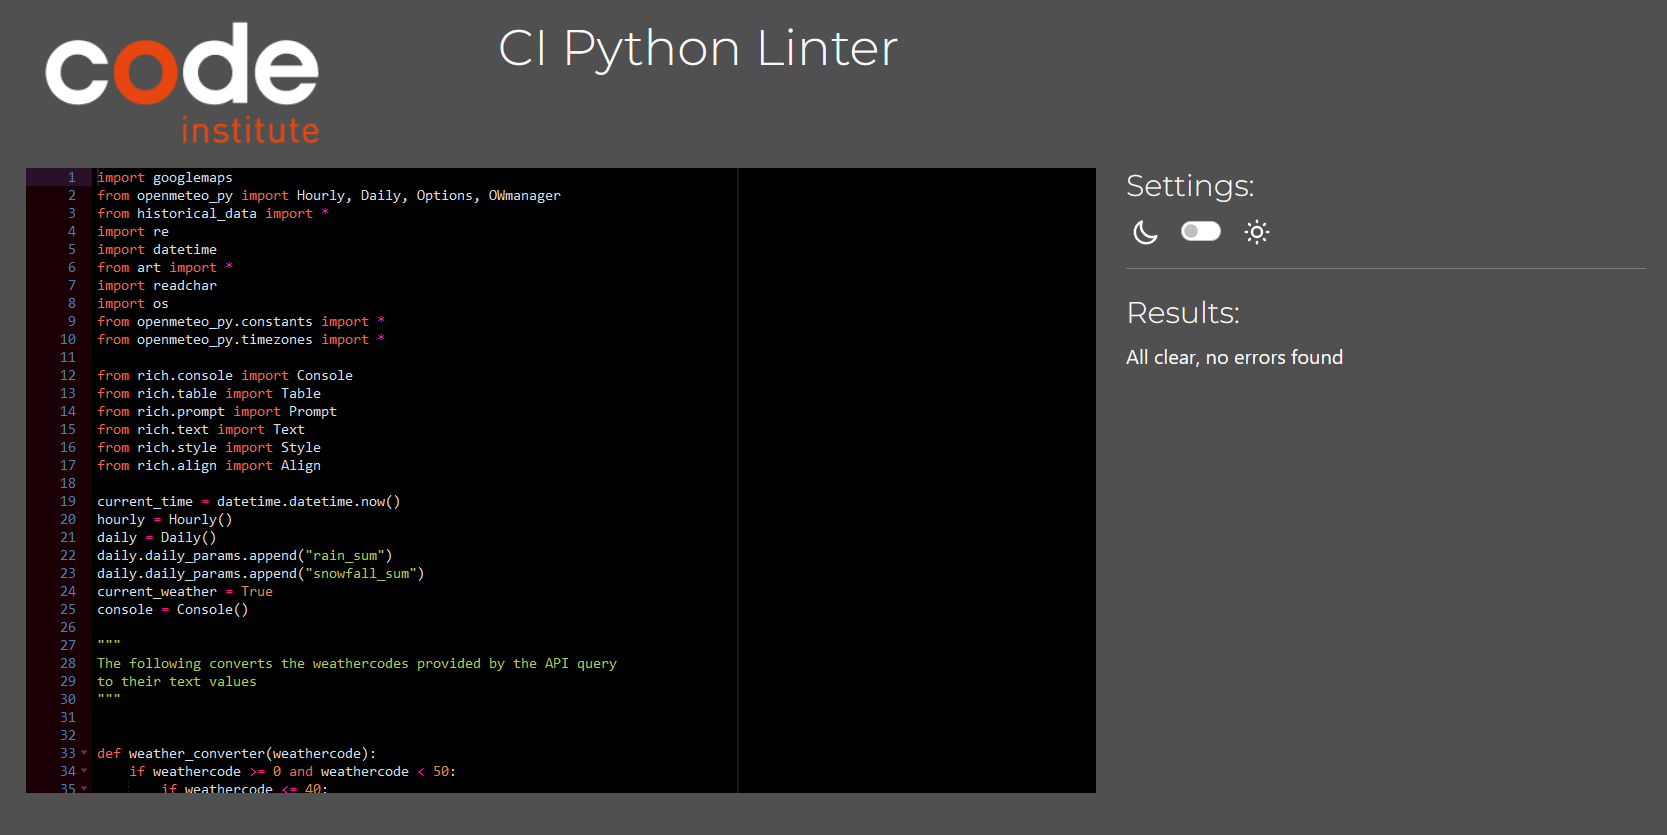 code
institute
CI Python Linter
1 import googlemaps
2 from openmeteo_py import Hourly, Daily, Options, OWmanager
3 from historical_data import *
4 import re
5 import datetime
6 from art import *
7 import readchar
8 import os
9 from openmeteo_py.constants import *
10 from openmeteo_py.timezones import *
11
12 from rich.console import Console
13 from rich.table import Table
14 from rich.prompt import Prompt
15 from rich.text import Text
16 from rich.style import Style
17 from rich.align import Align
18
19 current_time = datetime.datetime.now()
20 hourly = Hourly()
21 daily = Daily()
22 daily.daily_params.append("rain_sum")
23 daily.daily_params.append("snowfall_sum")
24 current_weather = True
25 console = Console()
26
27 """
28 The following converts the weathercodes provided by the API query
29 to their text values
30 """
31
32
33 def weather_converter(weathercode):
34     if weathercode >= 0 and weathercode < 50:
35         if weathercode <= 40:
Settings:
Results:
All clear, no errors found